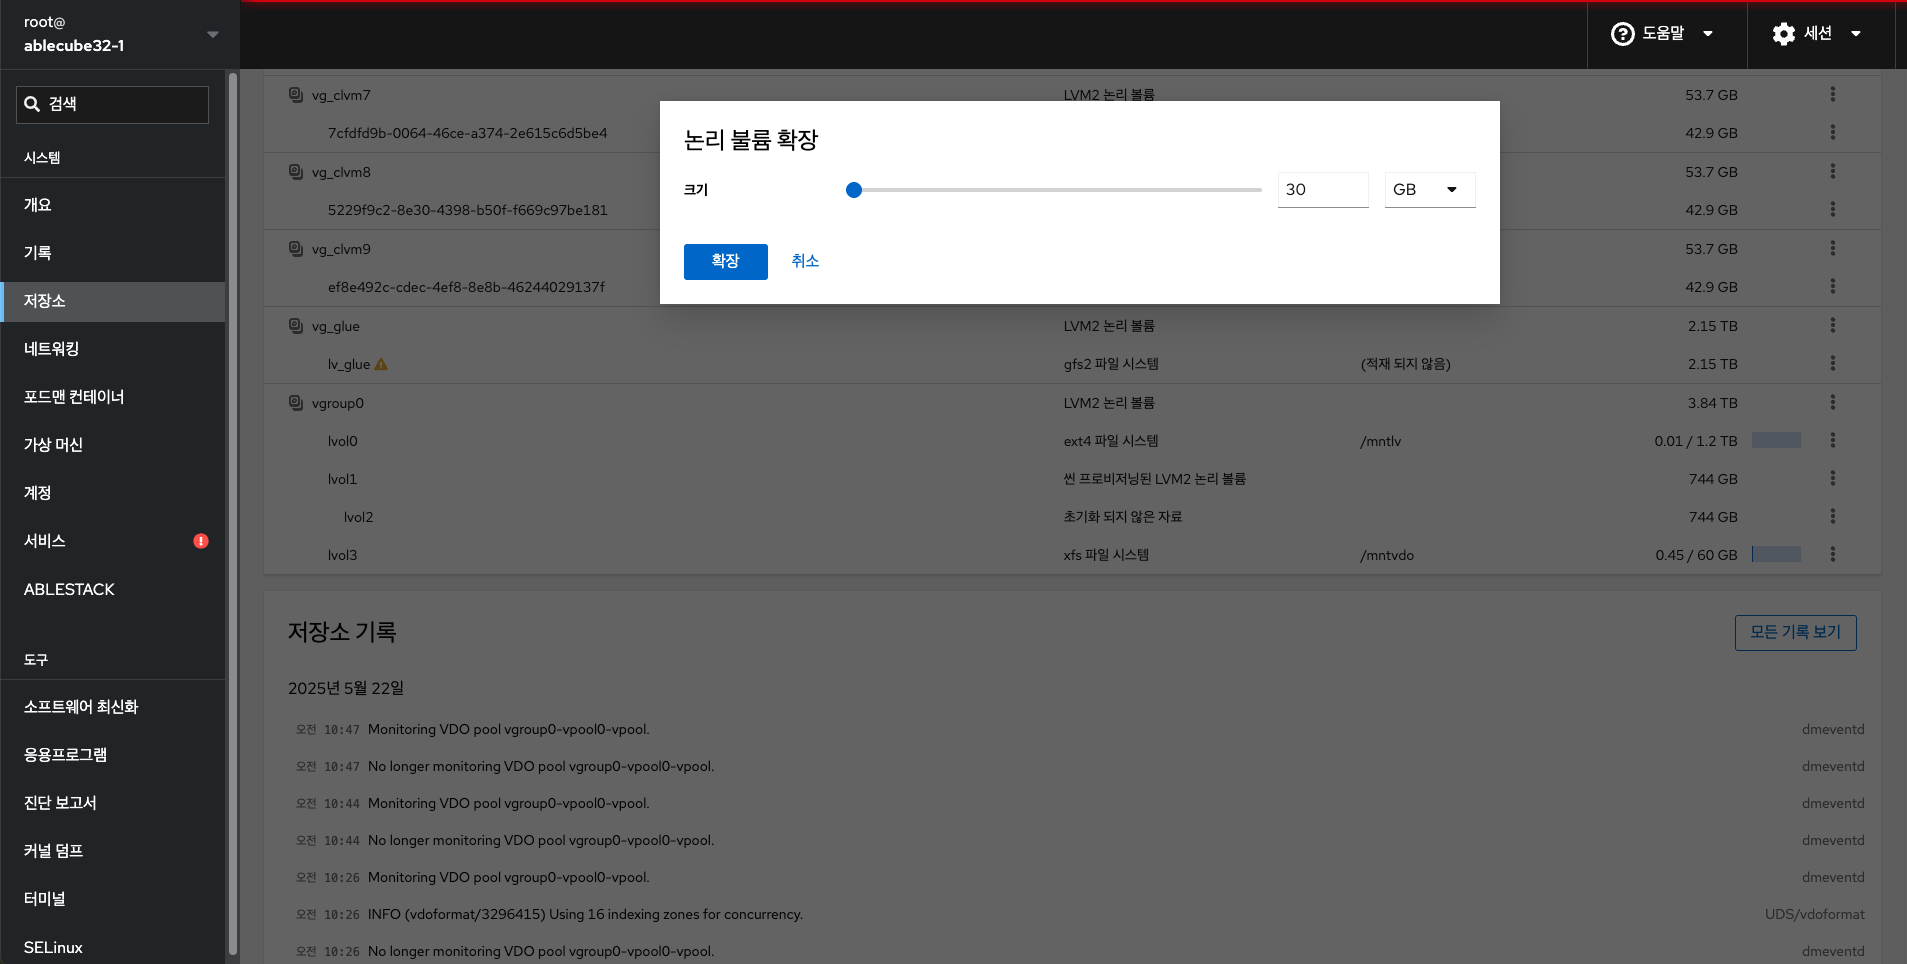 root@
ablecube32-1
도움말
세션
검색
시스템
개요
기록
저장소
네트워킹
포드맨 컨테이너
가상 머신
계정
서비스
ABLESTACK
도구
소프트웨어 최신화
응용프로그램
진단 보고서
커널 덤프
터미널
SELinux
vg_clvm7 LVM2 논리 볼륨 53.7 GB
7cfdfd9b-0064-46ce-a374-2e615c6d5be4 42.9 GB
vg_clvm8 53.7 GB
5229f9c2-8e30-4398-b50f-f669c97be181 42.9 GB
vg_clvm9 53.7 GB
ef8e492c-cdec-4ef8-8e8b-46244029137f 42.9 GB
논리 볼륨 확장
크기 30 GB
확장 취소
vg_glue LVM2 논리 볼륨 2.15 TB
lv_glue gfs2 파일 시스템 (적재 되지 않음) 2.15 TB
vgroup0 LVM2 논리 볼륨 3.84 TB
lvol0 ext4 파일 시스템 /mntlv 0.01 / 1.2 TB
lvol1 씬 프로비저닝된 LVM2 논리 볼륨 744 GB
lvol2 초기화 되지 않은 자료 744 GB
lvol3 xfs 파일 시스템 /mntvdo 0.45 / 60 GB
저장소 기록 모든 기록 보기
2025년 5월 22일
오전 10:47 Monitoring VDO pool vgroup0-vpool0-vpool. dmeventd
오전 10:47 No longer monitoring VDO pool vgroup0-vpool0-vpool. dmeventd
오전 10:44 Monitoring VDO pool vgroup0-vpool0-vpool. dmeventd
오전 10:44 No longer monitoring VDO pool vgroup0-vpool0-vpool. dmeventd
오전 10:26 Monitoring VDO pool vgroup0-vpool0-vpool. dmeventd
오전 10:26 INFO (vdoformat/3296415) Using 16 indexing zones for concurrency. UDS/vdoformat
오전 10:26 No longer monitoring VDO pool vgroup0-vpool0-vpool. dmeventd